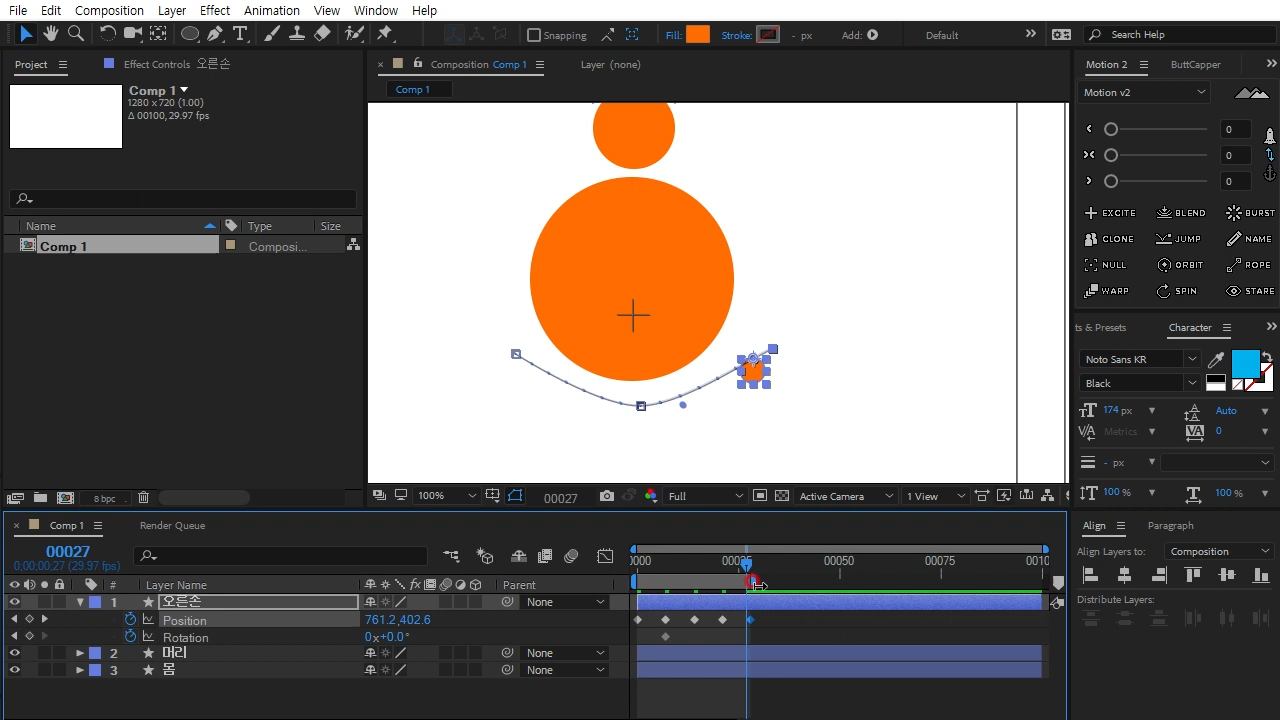 File Edit Composition Layer Effect Animation View Window Help
Snapping Fill: Stroke: - px Add: Default Search Help
Project Effect Controls 오른손 Composition Comp 1 Layer (none) Motion 2 ButtCapper
Comp 1
Comp 1
1280 x 720 (1.00)
Δ 00100, 29.97 fps
Motion v2
0
0
0
Name Type Size
Comp 1 Composi...
EXCITE BLEND BURST
CLONE JUMP NAME
NULL ORBIT ROPE
WARP SPIN STARE
ts & Presets Character
Noto Sans KR
Black
174 px Auto
Metrics 0
- px
100 % 100 %
8 bpc
100% 00027 Full Active Camera 1 View
Comp 1 Render Queue
00027
0;00;00;27 (29.97 fps)
0000 00025 00050 00075 0010
# Layer Name Parent
1 오른손 None
Position 761.2,402.6
Rotation 0x+0.0°
2 머리 None
3 몸 None
Align Paragraph
Align Layers to: Composition
Distribute Layers: